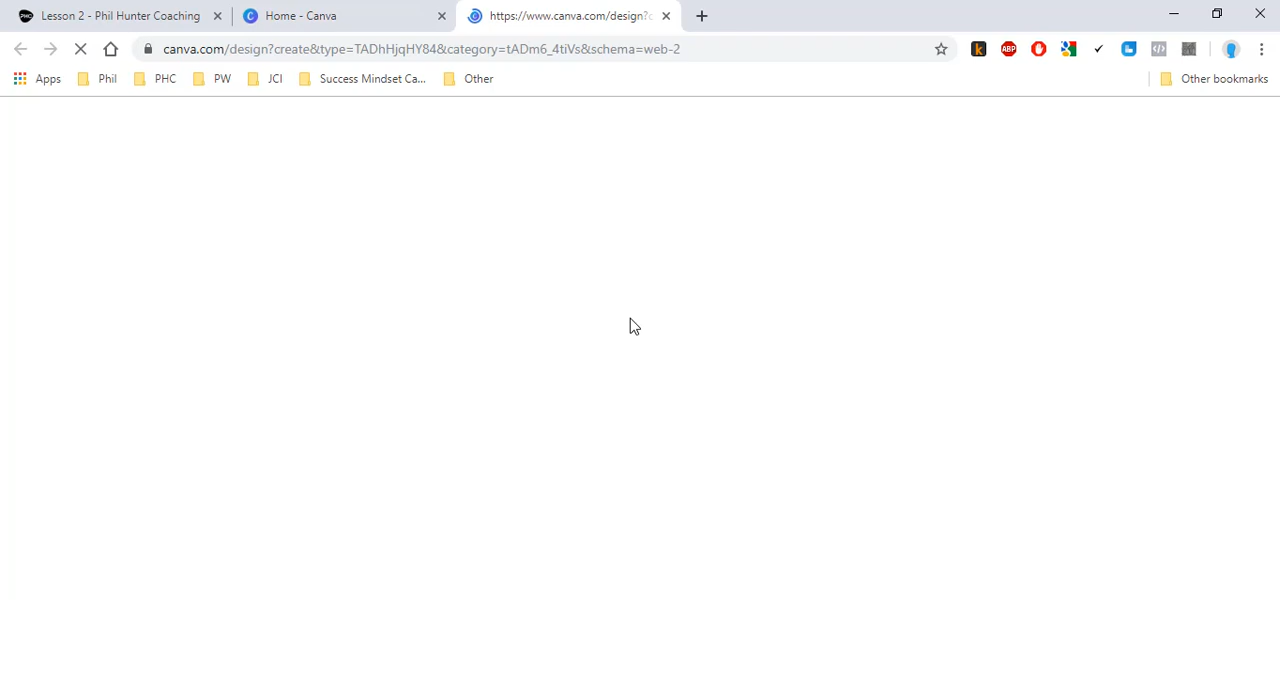 Lesson 2 - Phil Hunter Coaching
Home - Canva
https://www.canva.com/design?c
canva.com/design?create&type=TADhHjqHY84&category=tADm6_4tiVs&schema=web-2
k ABP
Apps Phil PHC PW JCI Success Mindset Ca... Other Other bookmarks